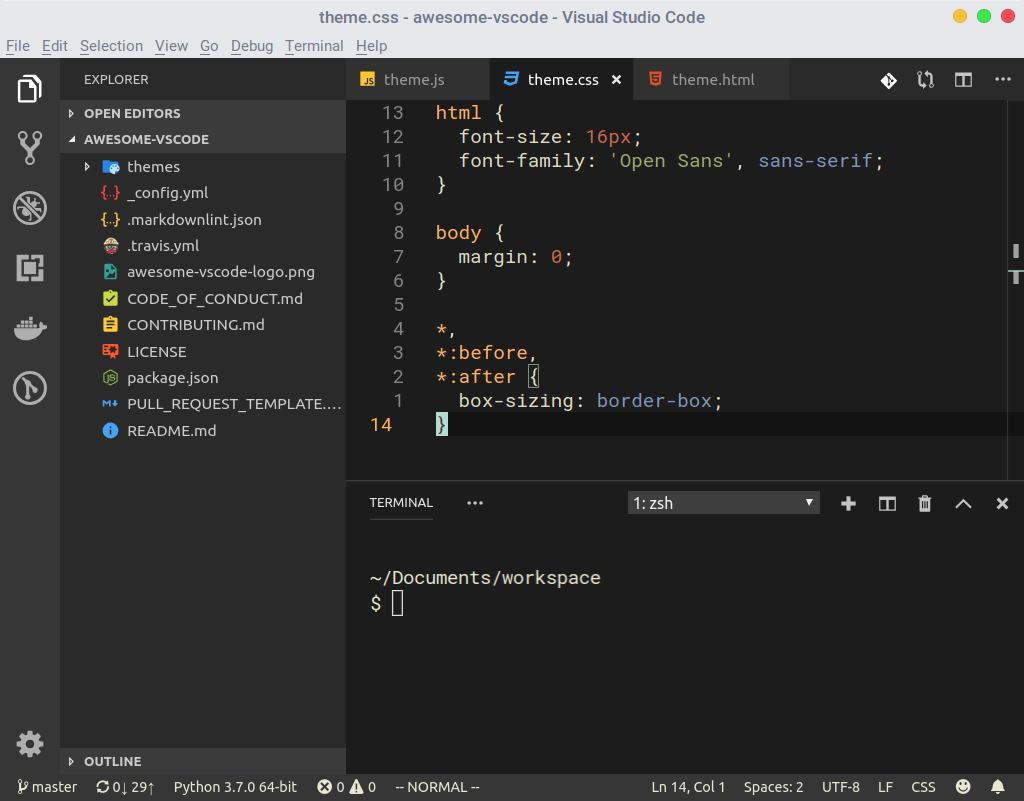 theme.css - awesome-vscode - Visual Studio Code
File Edit Selection View Go Debug Terminal Help
EXPLORER
OPEN EDITORS
AWESOME-VSCODE
themes
_config.yml
.markdownlint.json
.travis.yml
awesome-vscode-logo.png
CODE_OF_CONDUCT.md
CONTRIBUTING.md
LICENSE
package.json
PULL_REQUEST_TEMPLATE....
README.md
OUTLINE
JS theme.js theme.css × theme.html
13 html {
12   font-size: 16px;
11   font-family: 'Open Sans', sans-serif;
10 }
9
8 body {
7   margin: 0;
6 }
5
4 *,
3 *:before,
2 *:after {
1   box-sizing: border-box;
14 }
TERMINAL ··· 1: zsh
~/Documents/workspace
$
master 0↓ 29↑ Python 3.7.0 64-bit 0 0 -- NORMAL -- Ln 14, Col 1 Spaces: 2 UTF-8 LF CSS